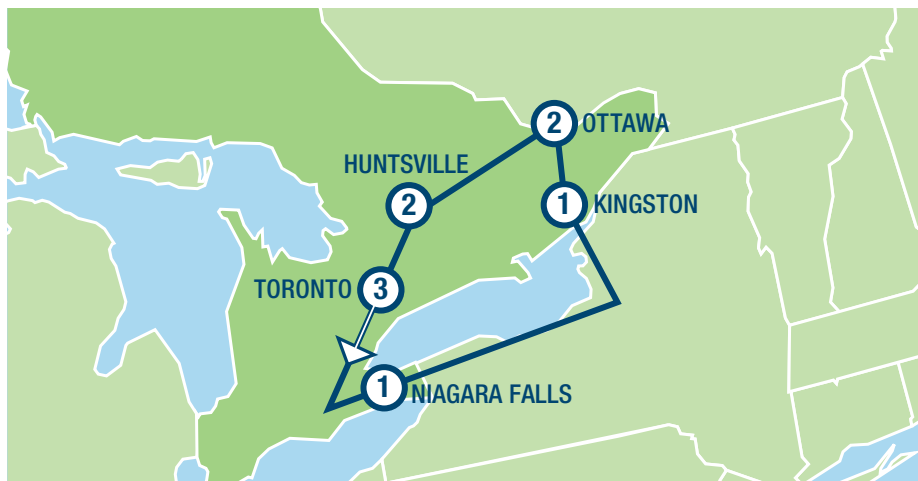 2 OTTAWA
HUNTSVILLE
2
1 KINGSTON
TORONTO 3
1 NIAGARA FALLS